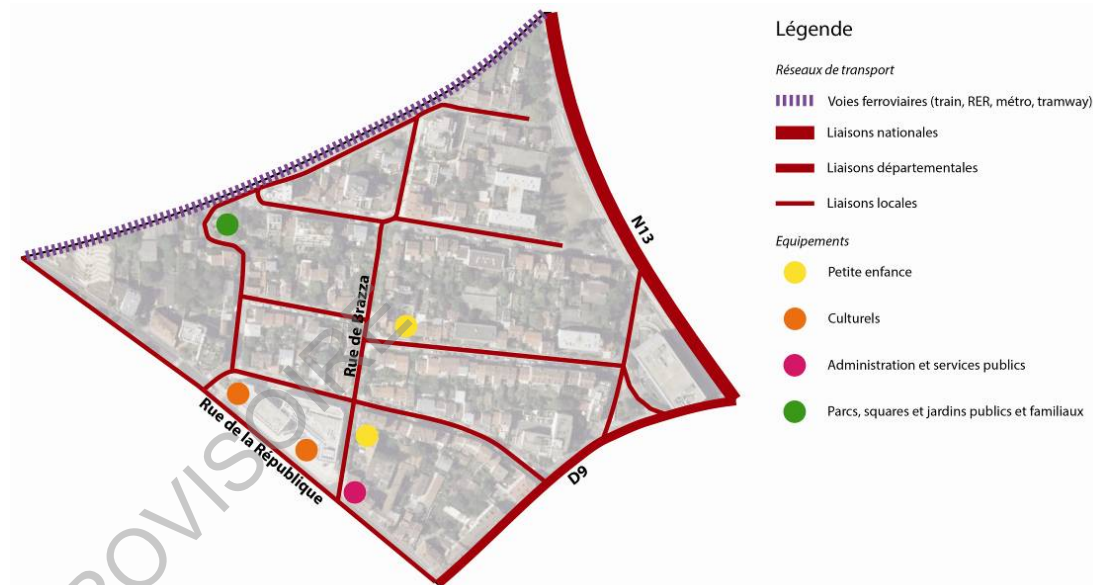 Légende
Réseaux de transport
Voies ferroviaires (train, RER, métro, tramway)
Liaisons nationales
Liaisons départementales
Liaisons locales
Equipements
Petite enfance
Culturels
Administration et services publics
Parcs, squares et jardins publics et familiaux
N13
Rue de Brazza
Rue de la République
D9